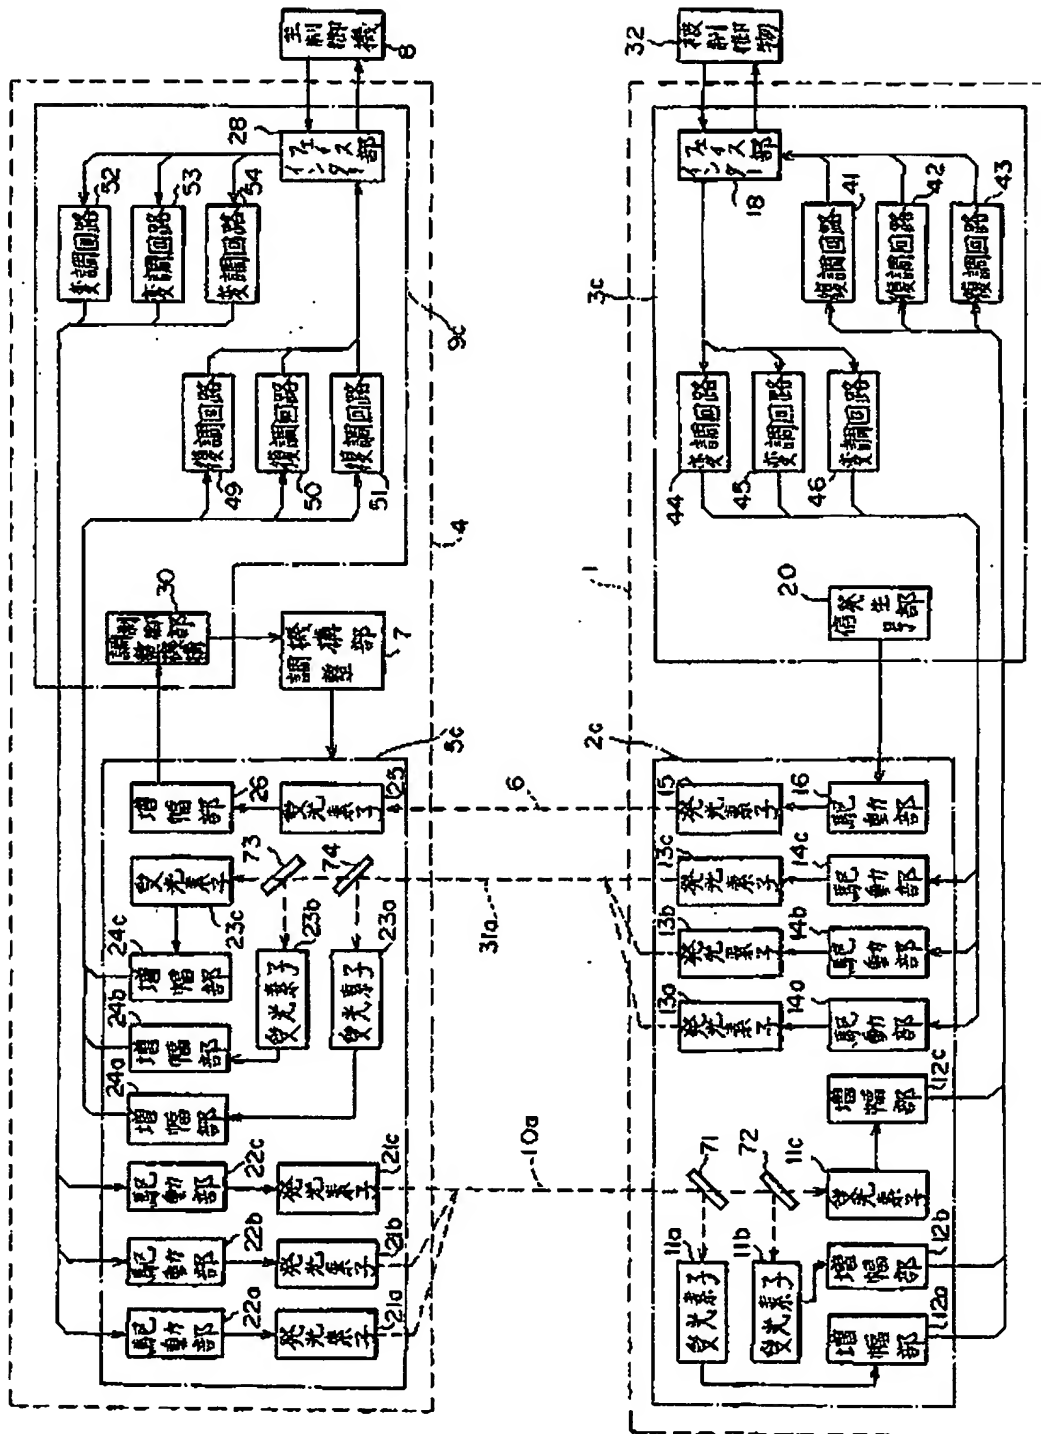 主制御機
8
被制御物
32
28
インターフェイス部
変調回路
52
変調回路
53
変調回路
54
復調回路
49
復調回路
50
復調回路
51
9c
4
30
調整機構制御部
機構調整部
7
5c
増幅部
26
受光素子
25
6
受光素子
23c
73
74
31a
増幅部
24c
増幅部
24b
増幅部
24a
受光素子
23b
受光素子
23a
駆動部
22c
駆動部
22b
駆動部
22a
発光素子
21c
発光素子
21b
発光素子
21a
10a
インターフェイス部
18
3c
復調回路
41
復調回路
42
復調回路
43
変調回路
44
変調回路
45
変調回路
46
1
20
信号発生部
2c
発光素子
15
駆動部
16
発光素子
13c
駆動部
14c
発光素子
13b
駆動部
14b
発光素子
13a
駆動部
14a
増幅部
12c
71
72
受光素子
11c
受光素子
11a
受光素子
11b
増幅部
12b
増幅部
12a